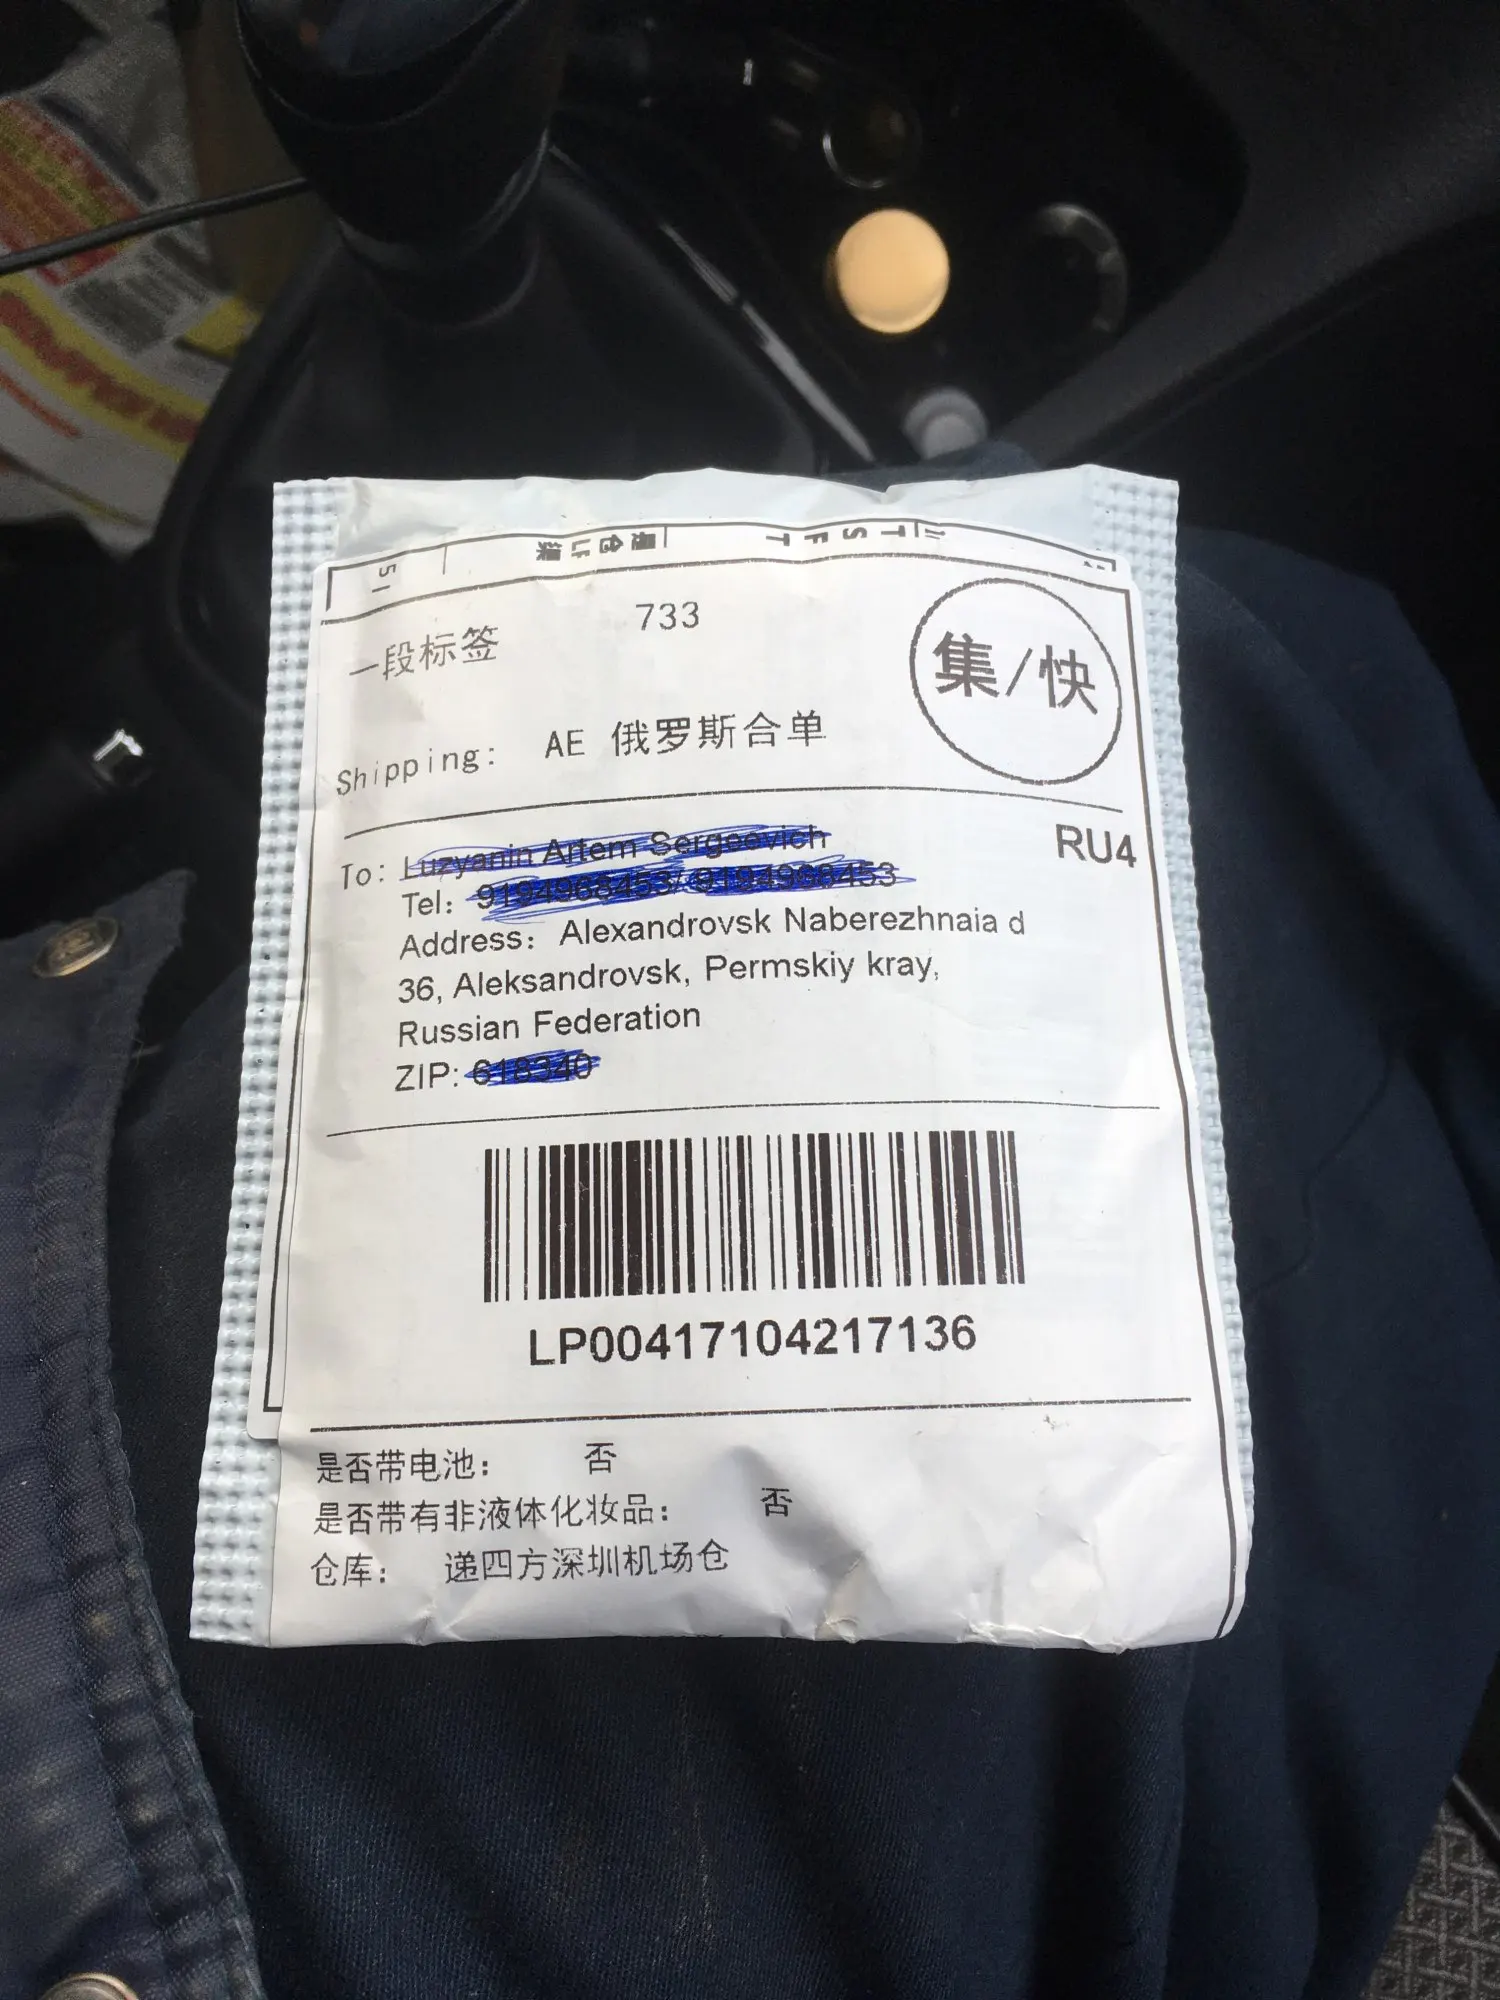 一段标签 733
集/快
Shipping: AE 俄罗斯合单
RU4
To:
Tel:
Address: Alexandrovsk Naberezhnaia d
36, Aleksandrovsk, Permskiy kray,
Russian Federation
ZIP:
LP00417104217136
是否带电池: 否
是否带有非液体化妆品: 否
仓库: 递四方深圳机场仓